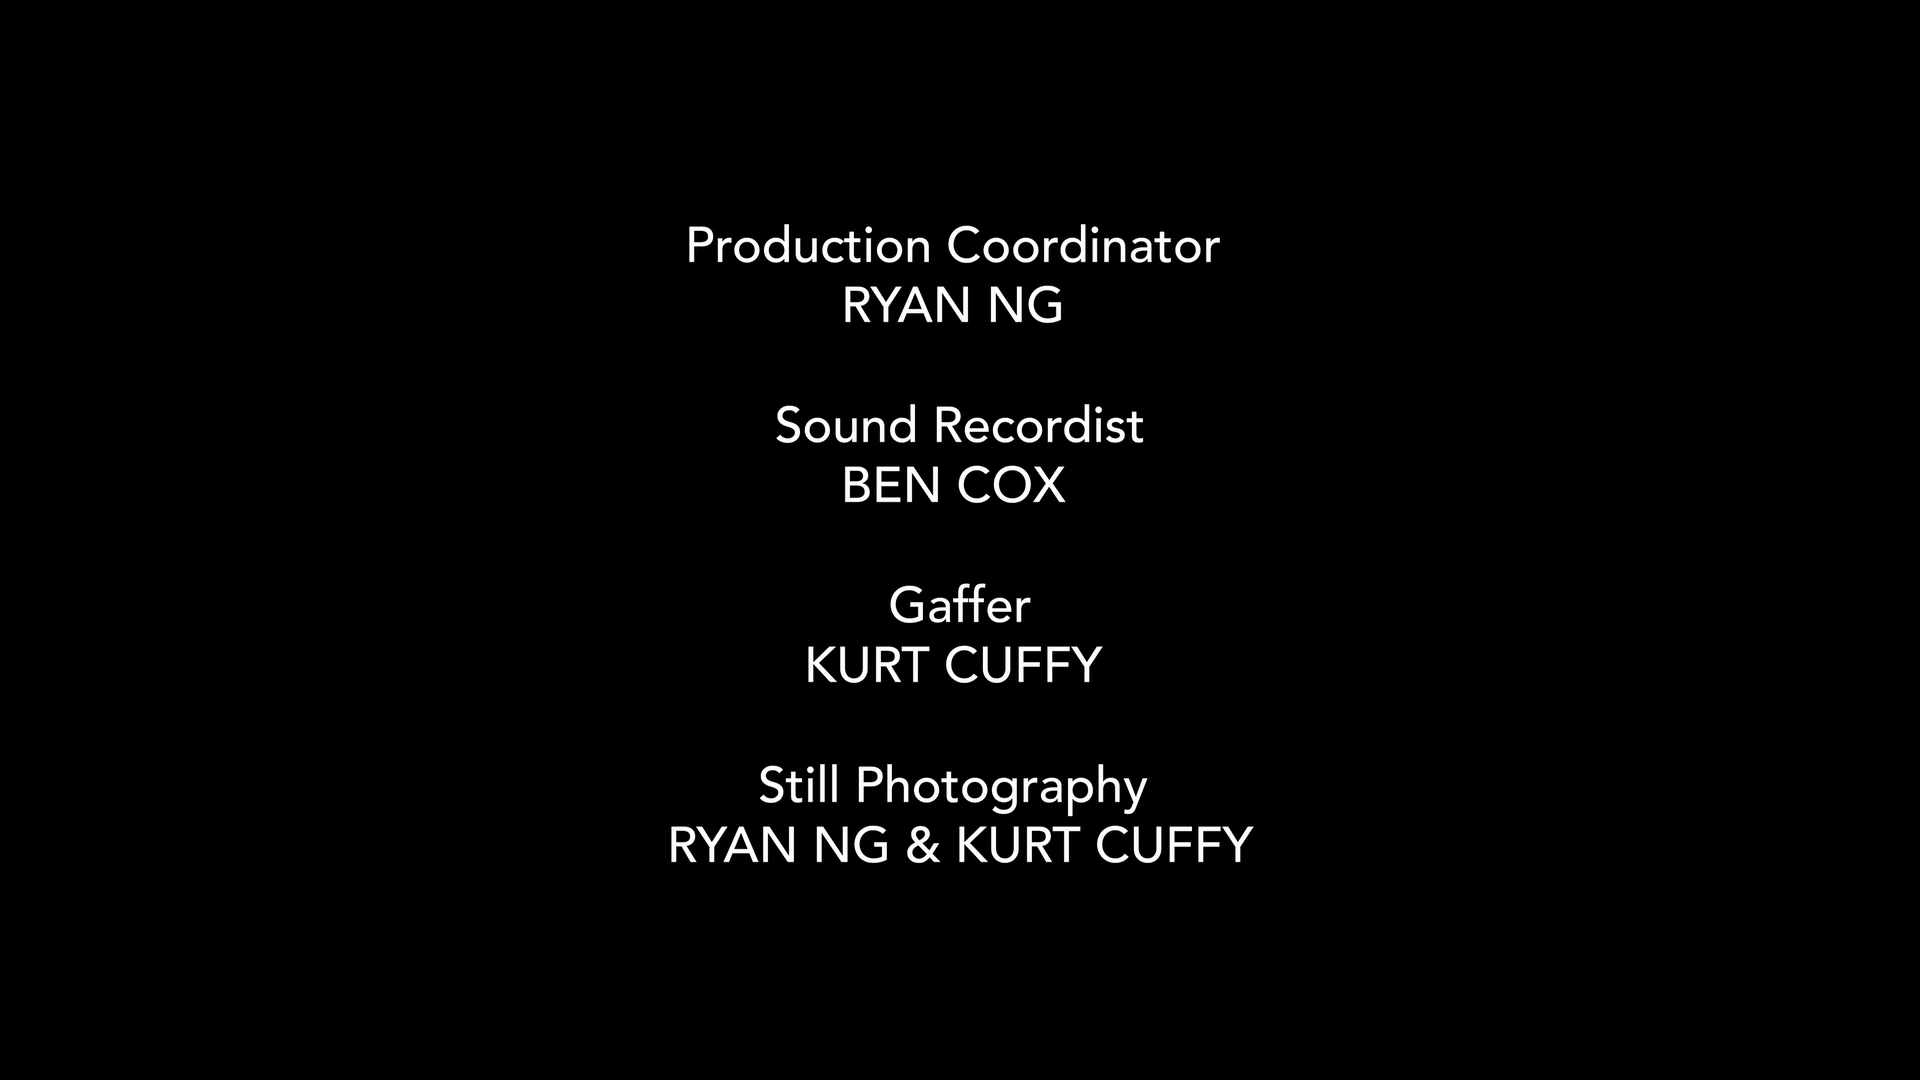 Production Coordinator
RYAN NG
Sound Recordist
BEN COX
Gaffer
KURT CUFFY
Still Photography
RYAN NG & KURT CUFFY